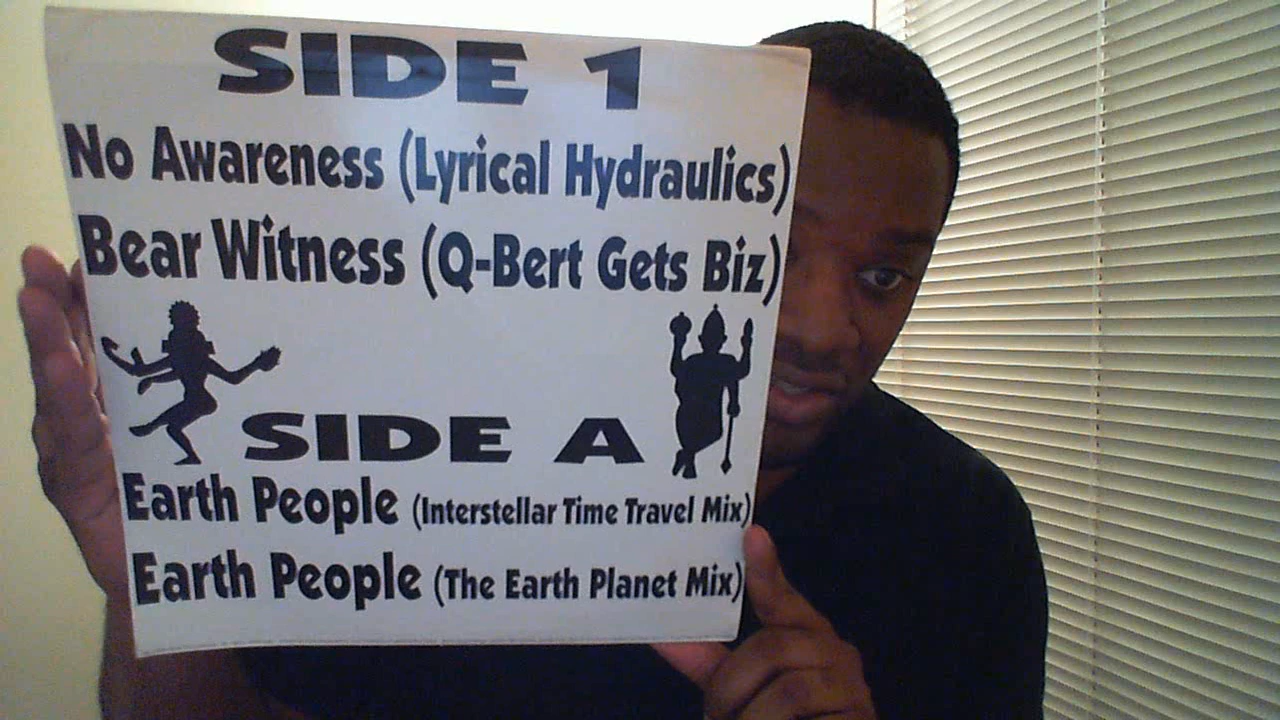 SIDE 1
No Awareness (Lyrical Hydraulics)
Bear Witness (Q-Bert Gets Biz)
SIDE A
Earth People (Interstellar Time Travel Mix)
Earth People (The Earth Planet Mix)